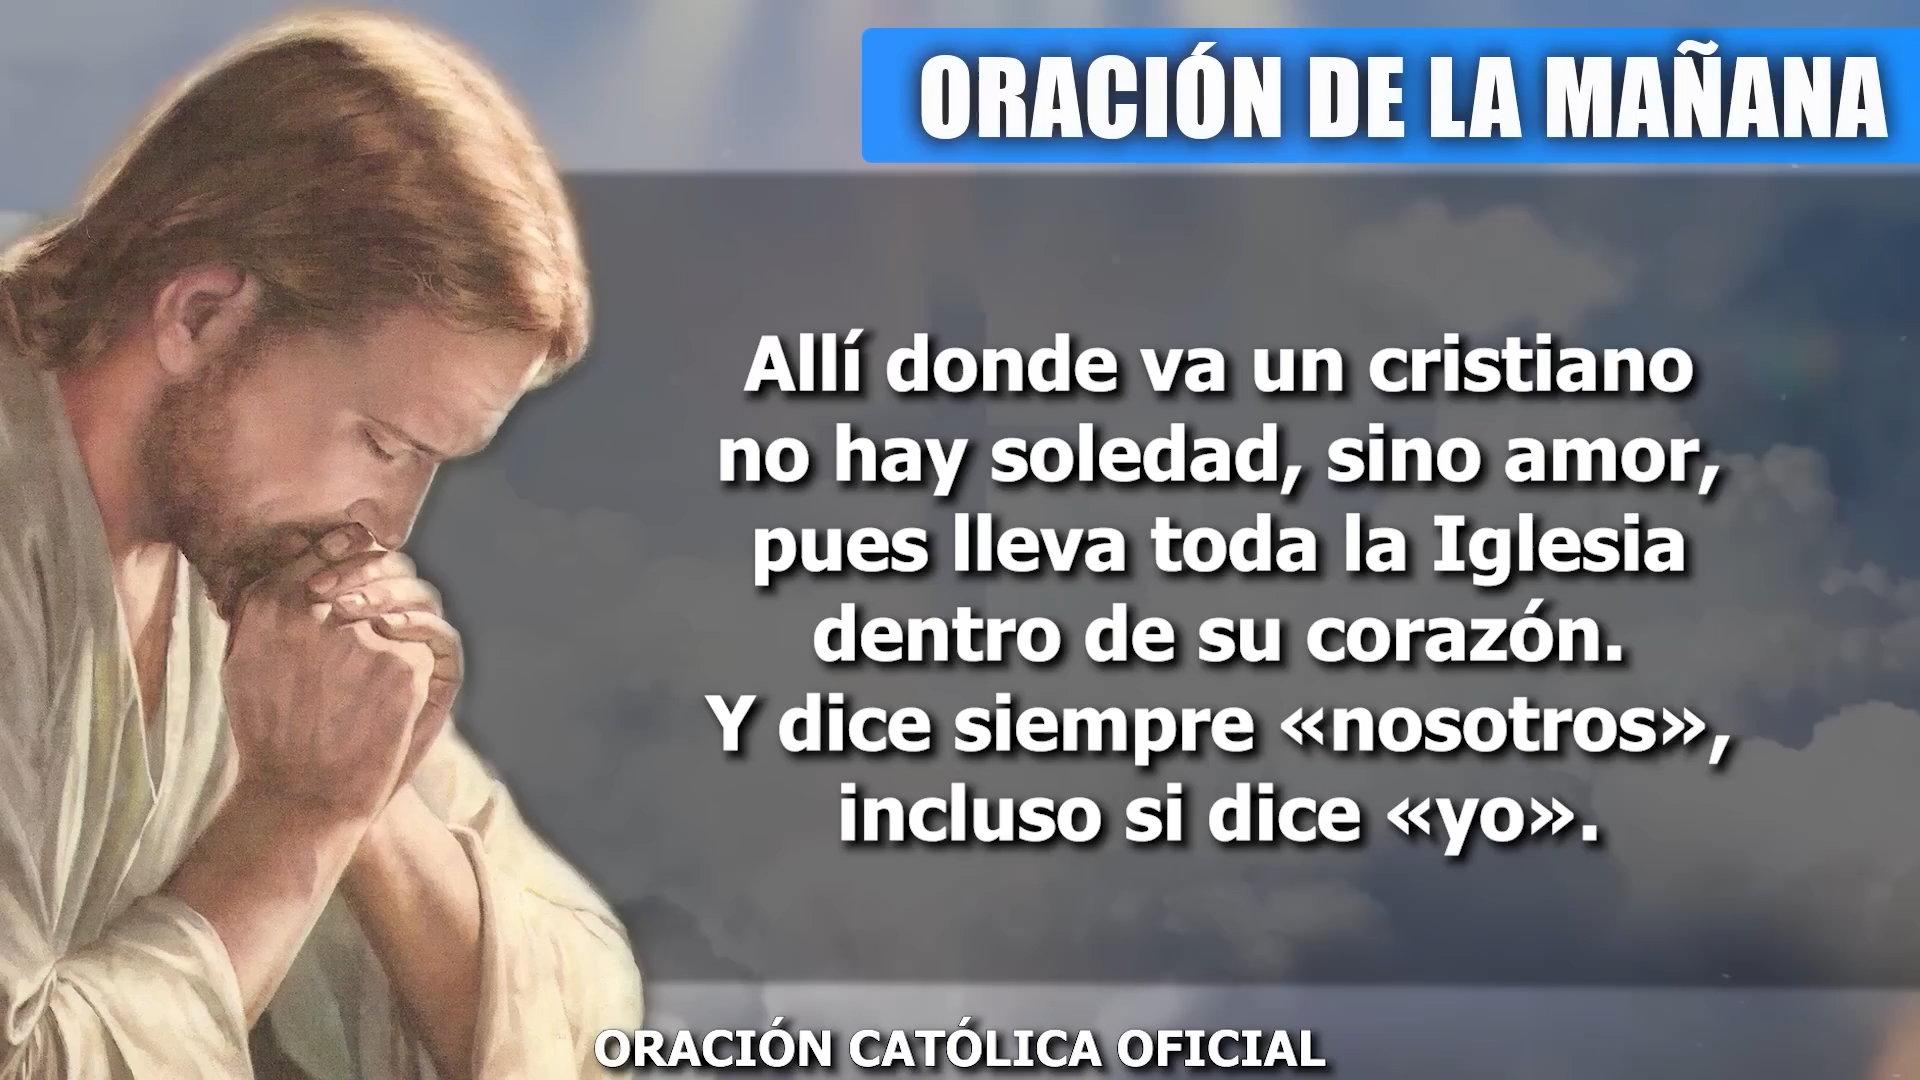 ORACIÓN DE LA MAÑANA
Allí donde va un cristiano
no hay soledad, sino amor,
pues lleva toda la Iglesia
dentro de su corazón.
Y dice siempre «nosotros»,
incluso si dice «yo».
ORACIÓN CATÓLICA OFICIAL